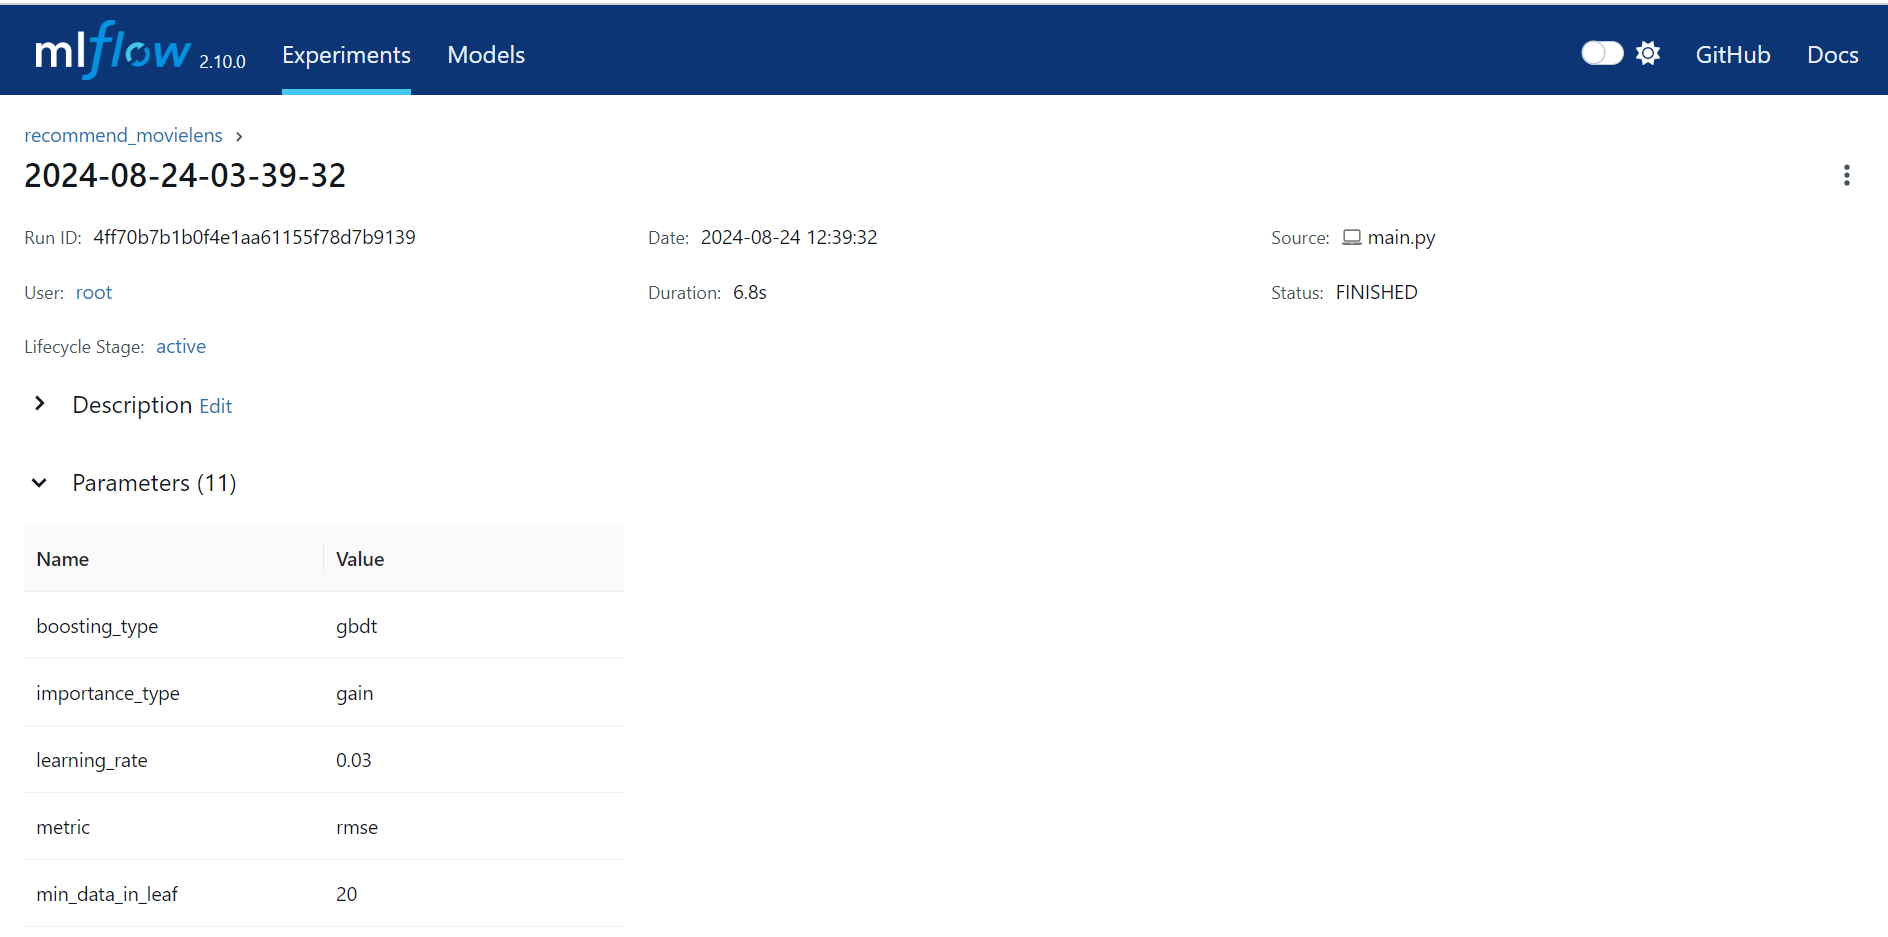 mlflow 2.10.0 Experiments Models GitHub Docs
recommend_movielens
2024-08-24-03-39-32
Run ID: 4ff70b7b1b0f4e1aa61155f78d7b9139 Date: 2024-08-24 12:39:32 Source: main.py
User: root Duration: 6.8s Status: FINISHED
Lifecycle Stage: active
Description Edit
Parameters (11)
Name Value
boosting_type gbdt
importance_type gain
learning_rate 0.03
metric rmse
min_data_in_leaf 20